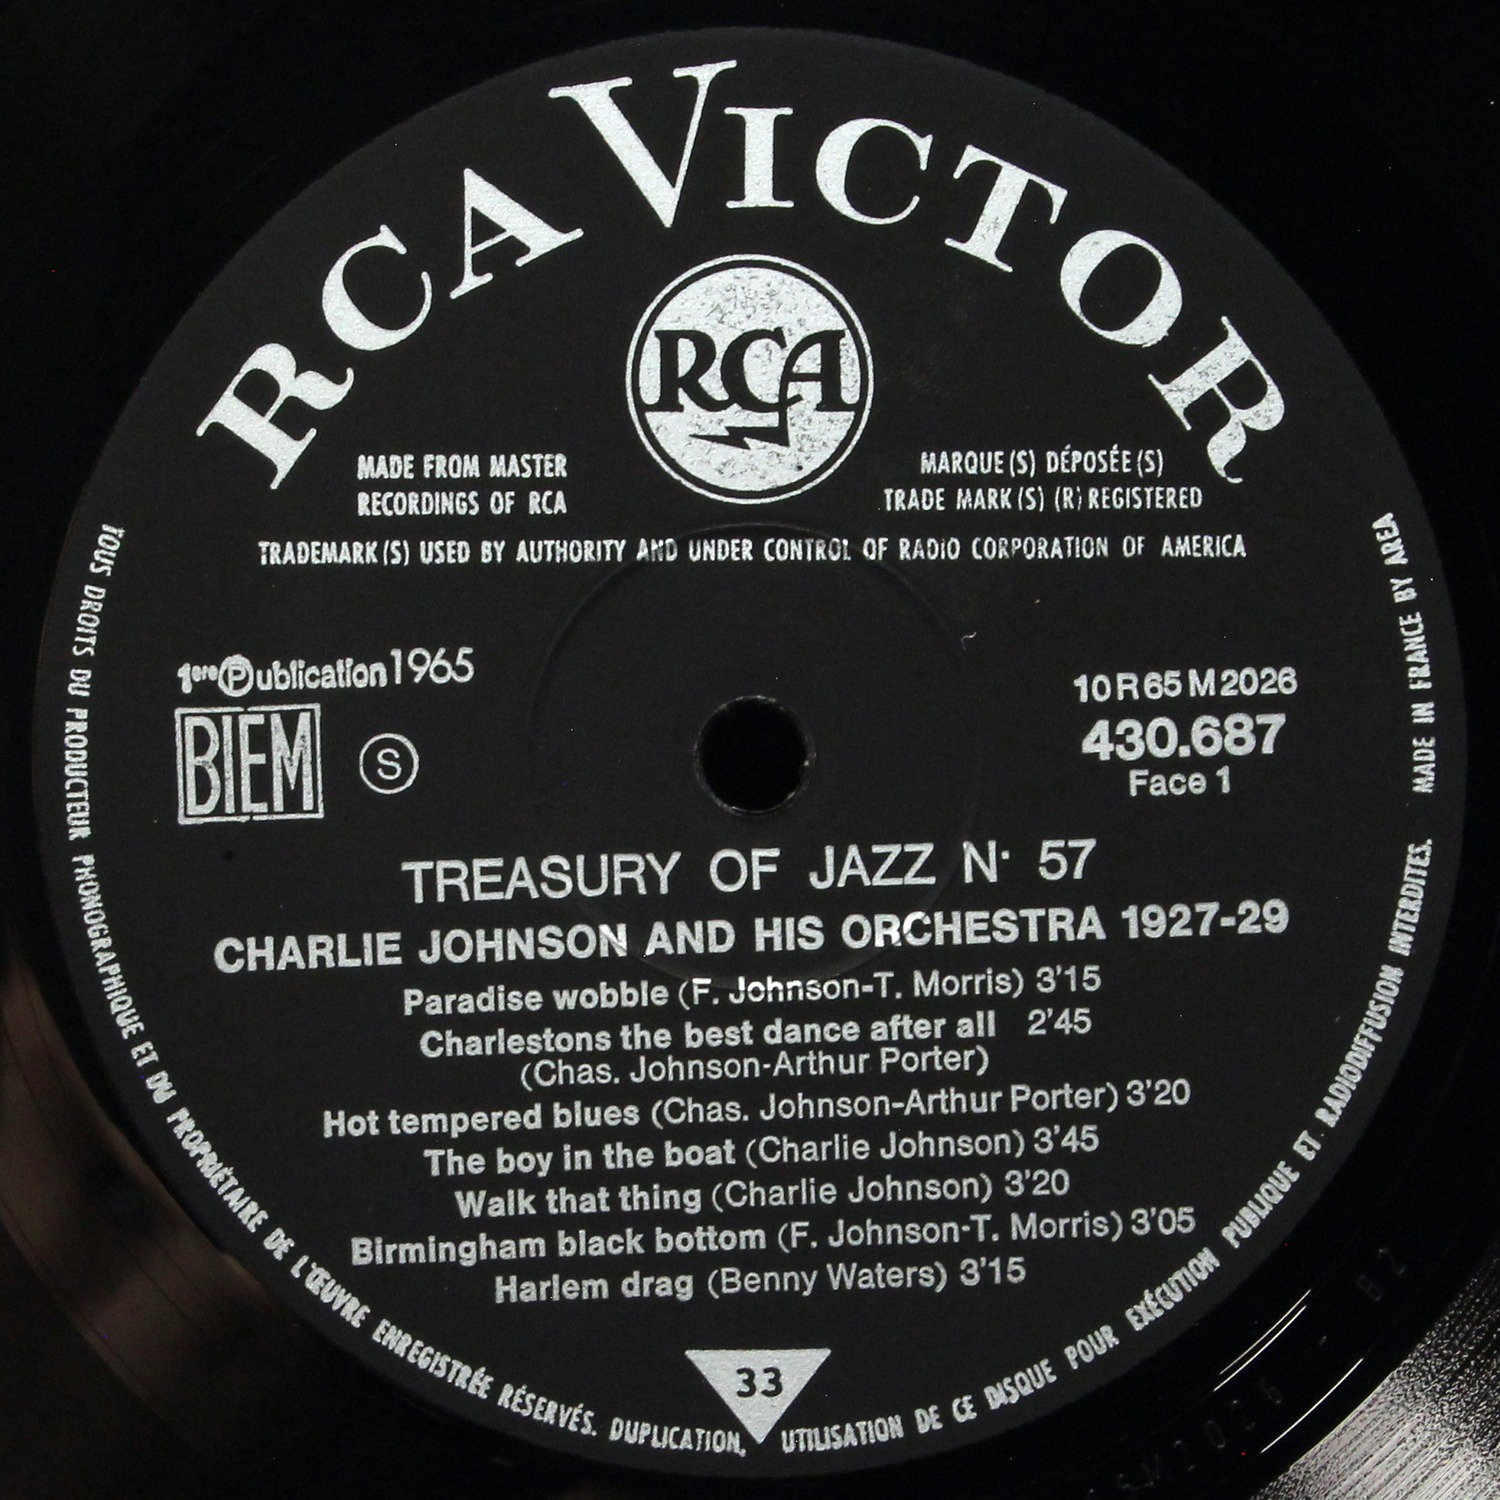 RCA VICTOR
RCA
MADE FROM MASTER
RECORDINGS OF RCA
MARQUE(S) DÉPOSÉE(S)
TRADE MARK(S) (R) REGISTERED
TRADEMARK(S) USED BY AUTHORITY AND UNDER CONTROL OF RADIO CORPORATION OF AMERICA
1ere Publication 1965
BIEM
S
10 R 65 M 2026
430.687
Face 1
TREASURY OF JAZZ N· 57
CHARLIE JOHNSON AND HIS ORCHESTRA 1927-29
Paradise wobble (F. Johnson-T. Morris) 3'15
Charlestons the best dance after all 2'45
(Chas. Johnson-Arthur Porter)
Hot tempered blues (Chas. Johnson-Arthur Porter) 3'20
The boy in the boat (Charlie Johnson) 3'45
Walk that thing (Charlie Johnson) 3'20
Birmingham black bottom (F. Johnson-T. Morris) 3'05
Harlem drag (Benny Waters) 3'15
33
TOUS DROITS DU PRODUCTEUR PHONOGRAPHIQUE ET DU PROPRIÉTAIRE DE L'ŒUVRE ENREGISTRÉE RÉSERVÉS. DUPLICATION, UTILISATION DE CE DISQUE POUR EXÉCUTION PUBLIQUE ET RADIODIFFUSION INTERDITES. MADE IN FRANCE BY AREA